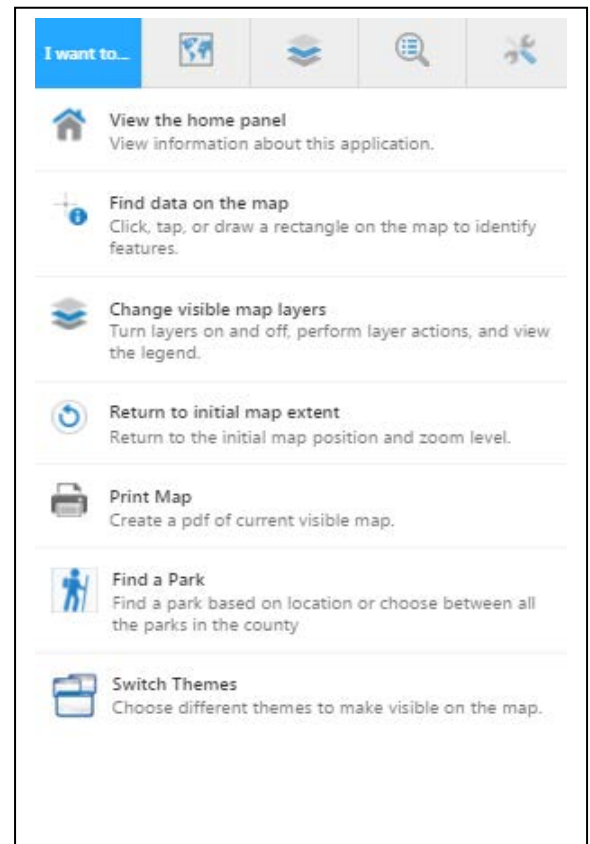 I want to...
View the home panel
View information about this application.
Find data on the map
Click, tap, or draw a rectangle on the map to identify
features.
Change visible map layers
Turn layers on and off, perform layer actions, and view
the legend.
Return to initial map extent
Return to the initial map position and zoom level.
Print Map
Create a pdf of current visible map.
Find a Park
Find a park based on location or choose between all
the parks in the county
Switch Themes
Choose different themes to make visible on the map.